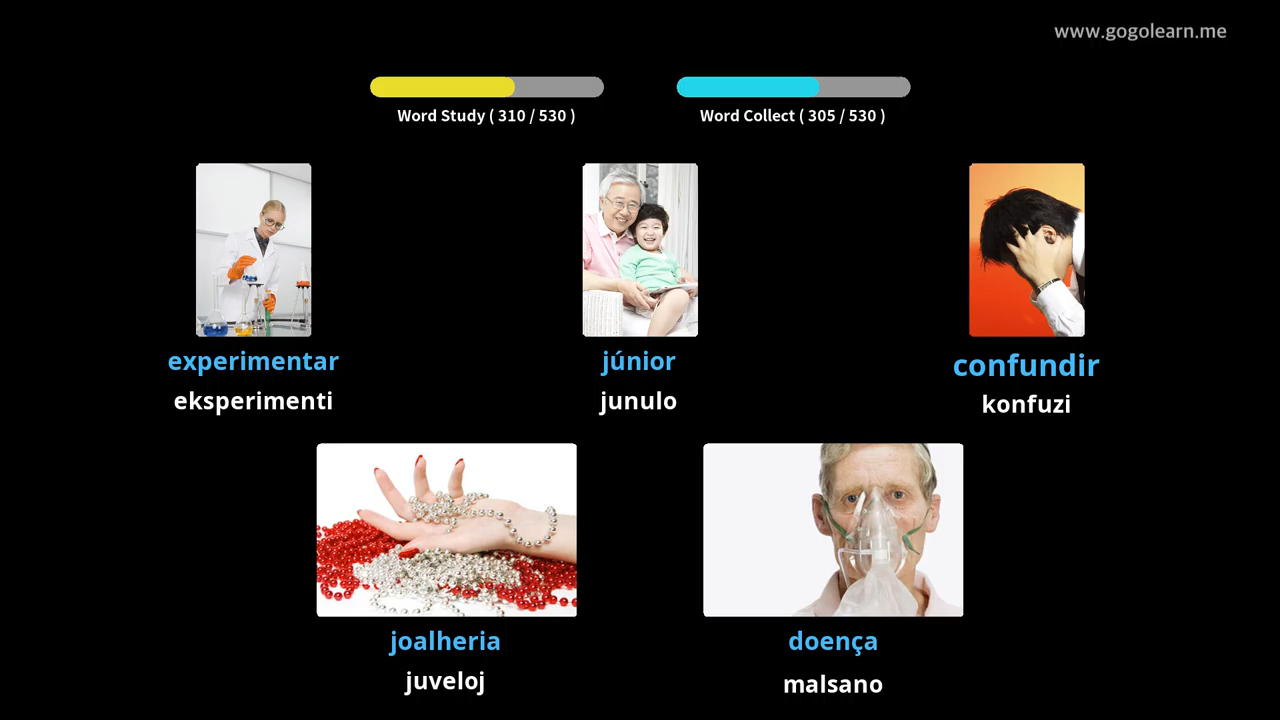 www.gogolearn.me
Word Study ( 310 / 530 )
Word Collect ( 305 / 530 )
experimentar
eksperimenti
júnior
junulo
confundir
konfuzi
joalheria
juveloj
doença
malsano